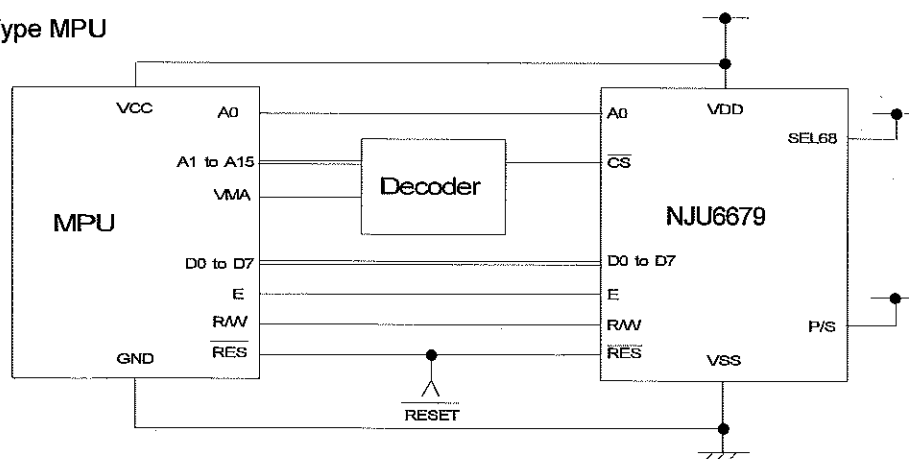 Type MPU
VCC
A0
A1 to A15
VMA
MPU
D0 to D7
E
R/W
RES
GND
Decoder
A0
VDD
SEL68
CS
NJU6679
D0 to D7
E
R/W
P/S
RES
VSS
RESET